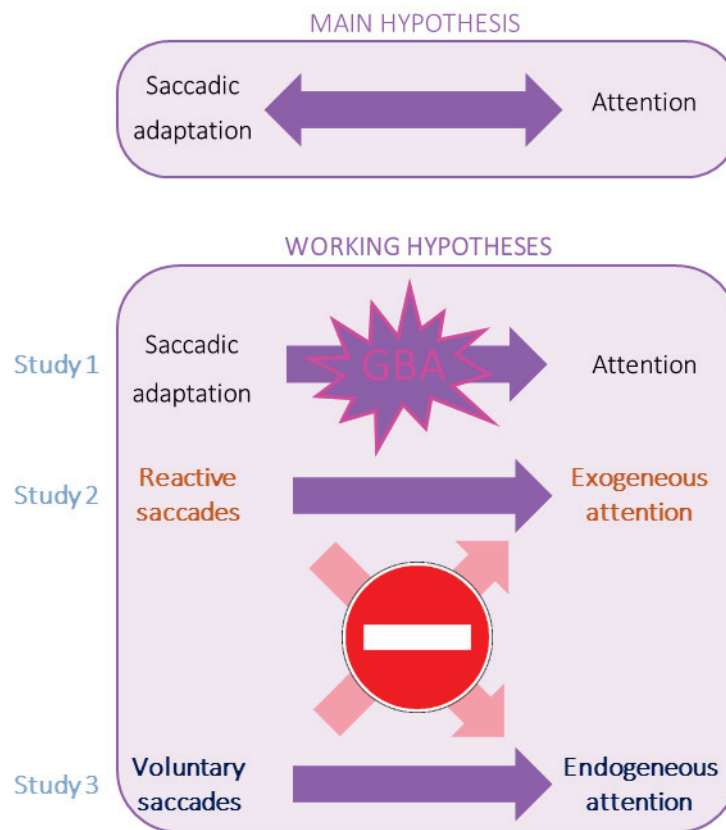 MAIN HYPOTHESIS
Saccadic
adaptation
Attention
WORKING HYPOTHESES
Study 1
Saccadic
adaptation
GBA
Attention
Study 2
Reactive
saccades
Exogeneous
attention
Study 3
Voluntary
saccades
Endogeneous
attention